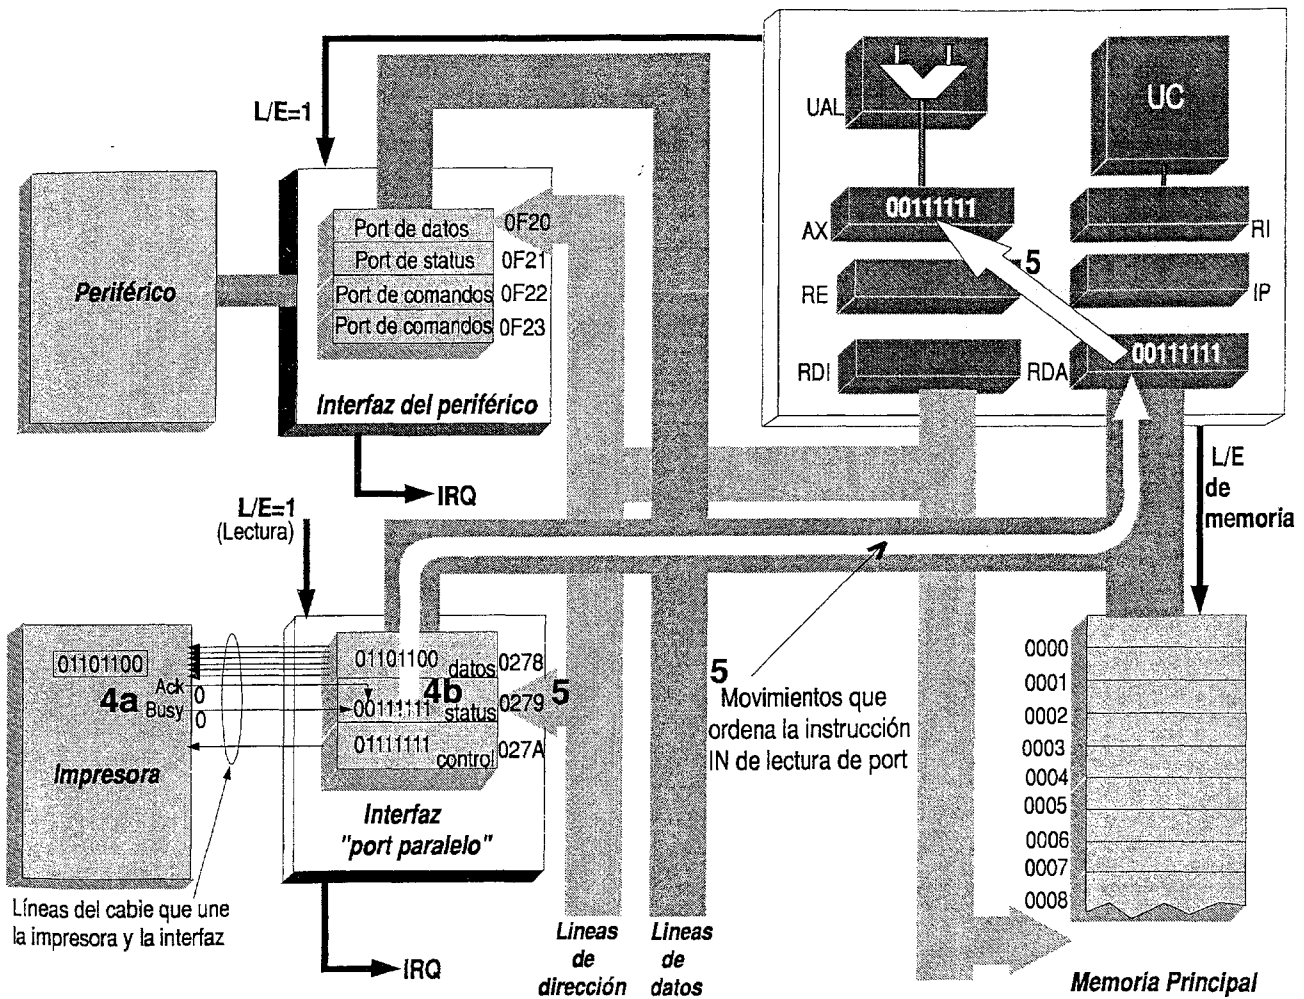 L/E=1
Periférico
Port de datos
0F20
Port de status
0F21
Port de comandos
0F22
Port de comandos
0F23
Interfaz del periférico
IRQ
UAL
UC
AX
00111111
RI
RE
5
IP
RDI
RDA
00111111
L/E
de
memoria
L/E=1
(Lectura)
01101100
4a
Ack
0
Busy
0
Impresora
01101100
datos
0278
00111111
4b
status
0279
5
01111111
control
027A
Interfaz
"port paralelo"
IRQ
Líneas del cable que une
la impresora y la interfaz
5
Movimientos que
ordena la instrucción
IN de lectura de port
Lineas
de
dirección
Lineas
de
datos
0000
0001
0002
0003
0004
0005
0006
0007
0008
Memoria Principal